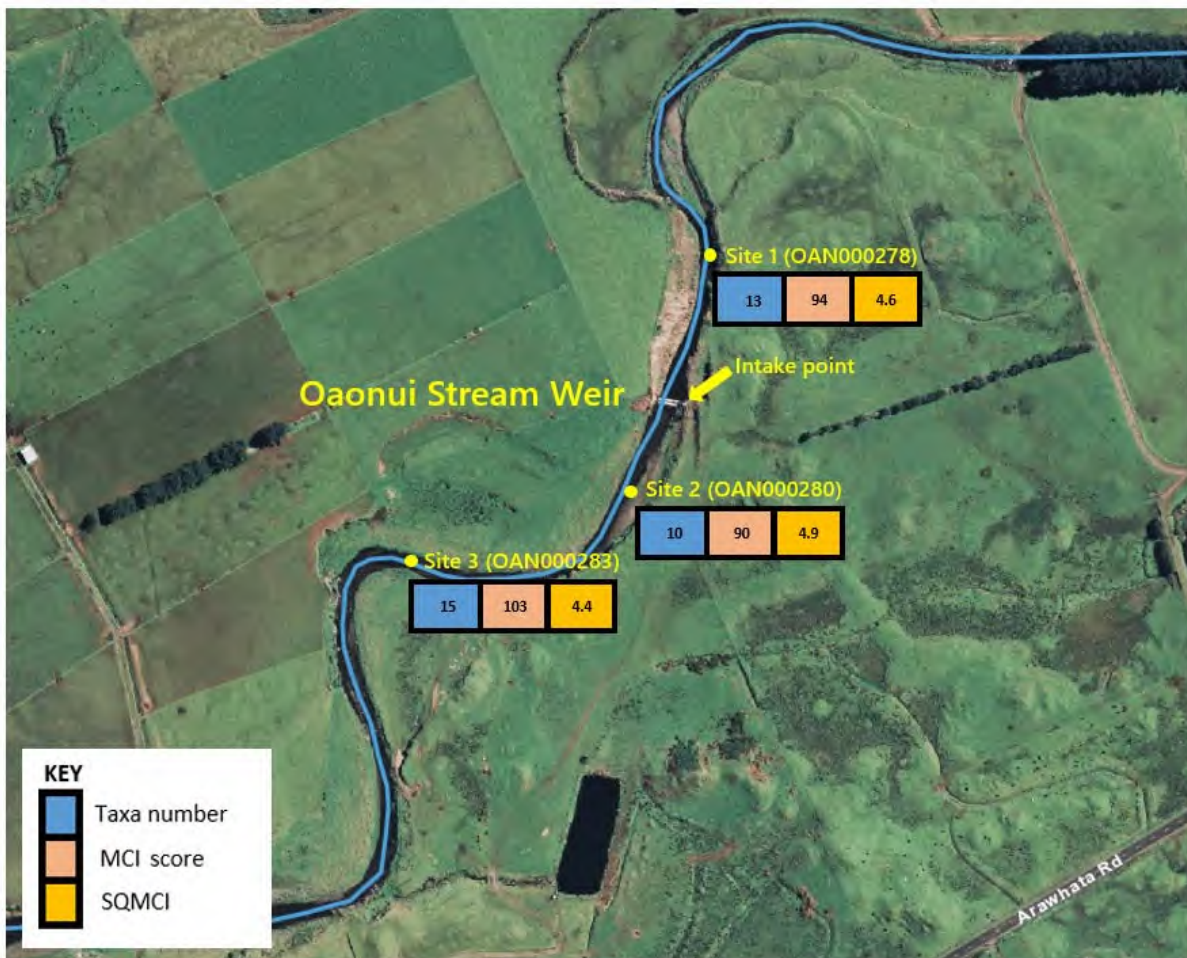 Site 1 (OAN000278)
13 94 4.6
Intake point
Oaonui Stream Weir
Site 2 (OAN000280)
10 90 4.9
Site 3 (OAN000283)
15 103 4.4
KEY
Taxa number
MCI score
SQMCI
Arawhata Rd